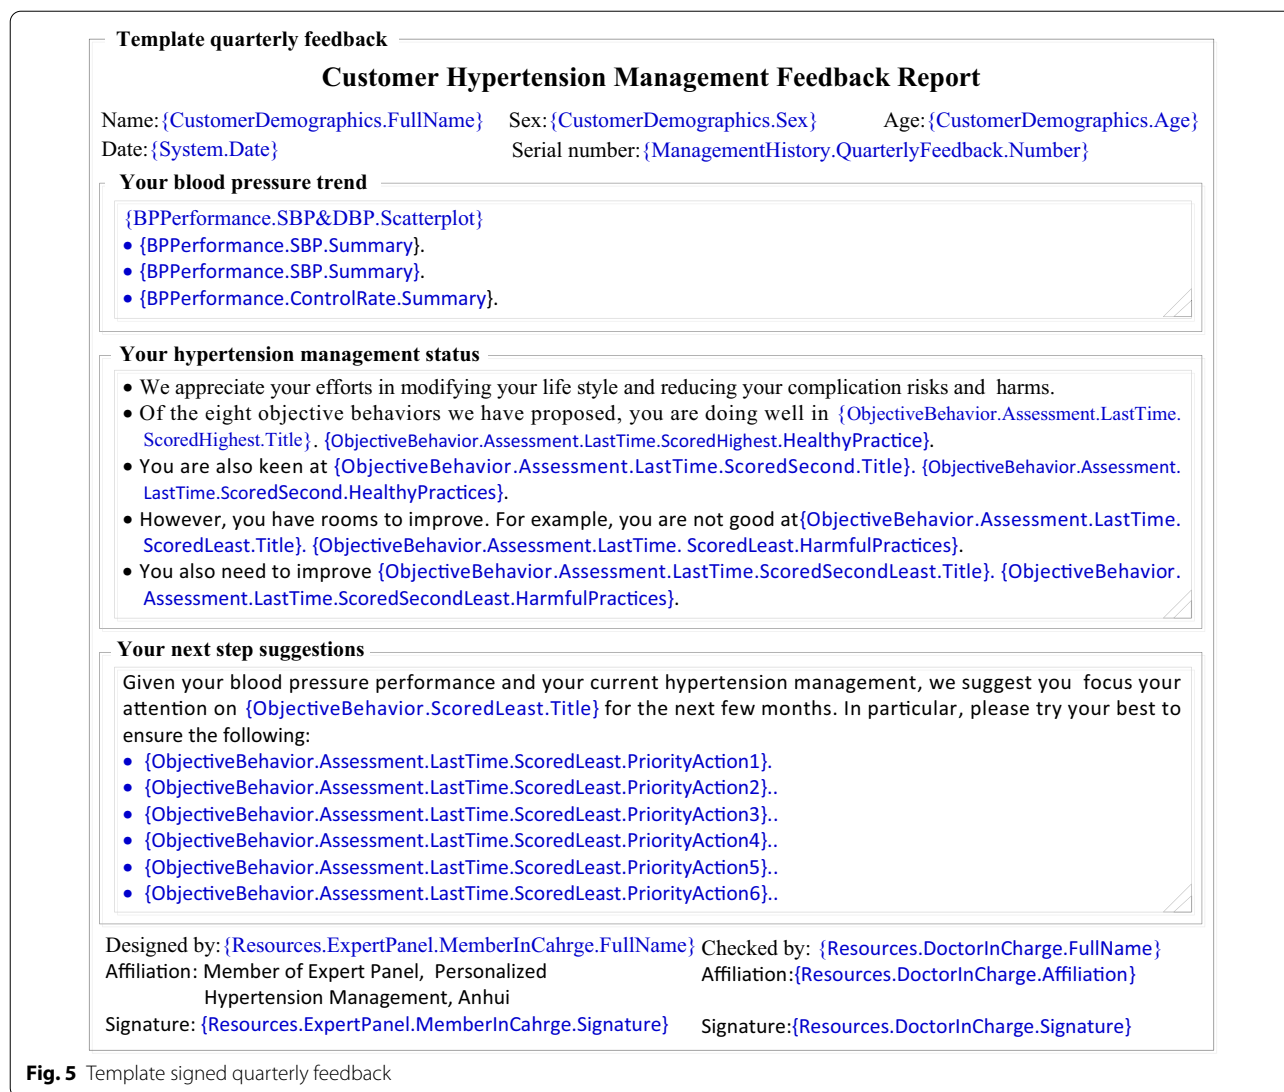 Template quarterly feedback
Customer Hypertension Management Feedback Report
Name:{CustomerDemographics.FullName} Sex:{CustomerDemographics.Sex} Age:{CustomerDemographics.Age}
Date:{System.Date} Serial number:{ManagementHistory.QuarterlyFeedback.Number}
Your blood pressure trend
{BPPerformance.SBP&DBP.Scatterplot}
• {BPPerformance.SBP.Summary}.
• {BPPerformance.SBP.Summary}.
• {BPPerformance.ControlRate.Summary}.
Your hypertension management status
• We appreciate your efforts in modifying your life style and reducing your complication risks and harms.
• Of the eight objective behaviors we have proposed, you are doing well in {ObjectiveBehavior.Assessment.LastTime.
ScoredHighest.Title}. {ObjectiveBehavior.Assessment.LastTime.ScoredHighest.HealthyPractice}.
• You are also keen at {ObjectiveBehavior.Assessment.LastTime.ScoredSecond.Title}. {ObjectiveBehavior.Assessment.
LastTime.ScoredSecond.HealthyPractices}.
• However, you have rooms to improve. For example, you are not good at{ObjectiveBehavior.Assessment.LastTime.
ScoredLeast.Title}. {ObjectiveBehavior.Assessment.LastTime. ScoredLeast.HarmfulPractices}.
• You also need to improve {ObjectiveBehavior.Assessment.LastTime.ScoredSecondLeast.Title}. {ObjectiveBehavior.
Assessment.LastTime.ScoredSecondLeast.HarmfulPractices}.
Your next step suggestions
Given your blood pressure performance and your current hypertension management, we suggest you focus your
attention on {ObjectiveBehavior.ScoredLeast.Title} for the next few months. In particular, please try your best to
ensure the following:
• {ObjectiveBehavior.Assessment.LastTime.ScoredLeast.PriorityAction1}.
• {ObjectiveBehavior.Assessment.LastTime.ScoredLeast.PriorityAction2}..
• {ObjectiveBehavior.Assessment.LastTime.ScoredLeast.PriorityAction3}..
• {ObjectiveBehavior.Assessment.LastTime.ScoredLeast.PriorityAction4}..
• {ObjectiveBehavior.Assessment.LastTime.ScoredLeast.PriorityAction5}..
• {ObjectiveBehavior.Assessment.LastTime.ScoredLeast.PriorityAction6}..
Designed by:{Resources.ExpertPanel.MemberInCahrge.FullName} Checked by: {Resources.DoctorInCharge.FullName}
Affiliation: Member of Expert Panel, Personalized Affiliation:{Resources.DoctorInCharge.Affiliation}
Hypertension Management, Anhui
Signature: {Resources.ExpertPanel.MemberInCahrge.Signature} Signature:{Resources.DoctorInCharge.Signature}
Fig. 5 Template signed quarterly feedback